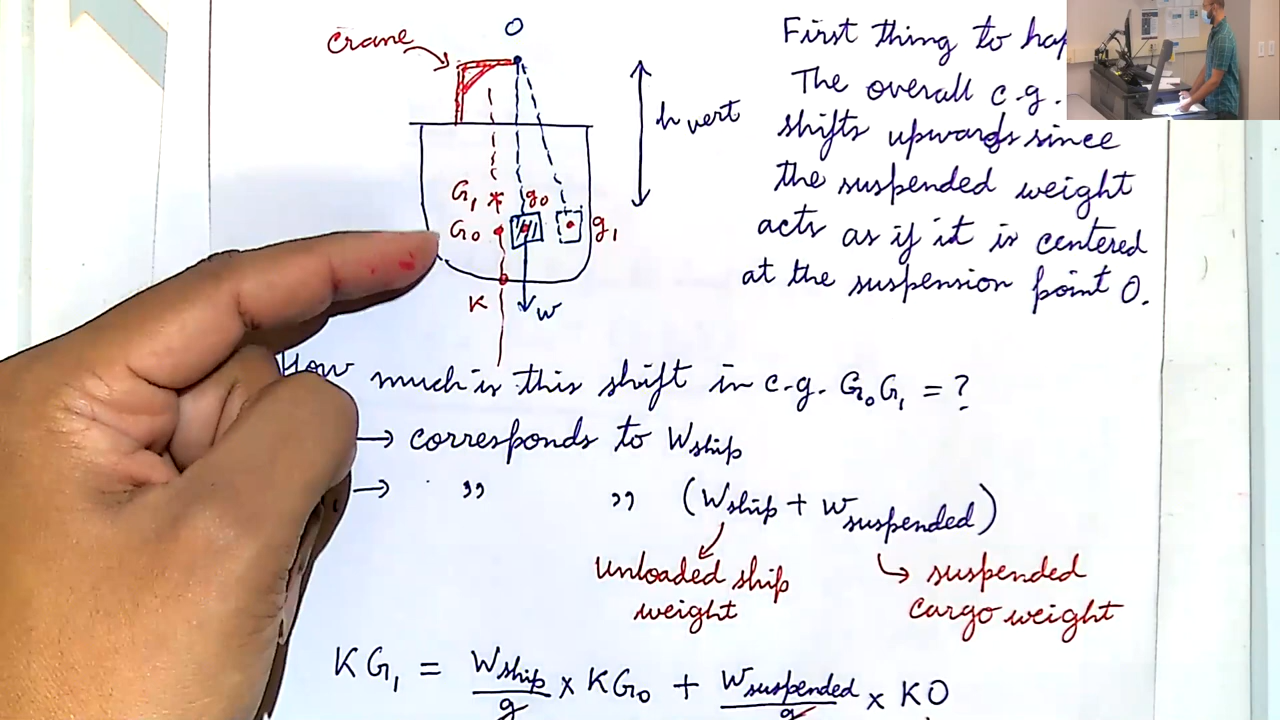 Crane
O
h vert
G₁
g₀
G₀
g₁
K
w
First thing to
The overall c.g.
shifts upwards since
the suspended weight
acts as if it is centered
at the suspension point O.
How much is this shift in c.g. G₀G₁ = ?
→ corresponds to Wship
→ " " (Wship + wsuspended)
unloaded ship
weight
suspended
cargo weight
KG₁ = Wship/g × KG₀ + Wsuspended/g × KO